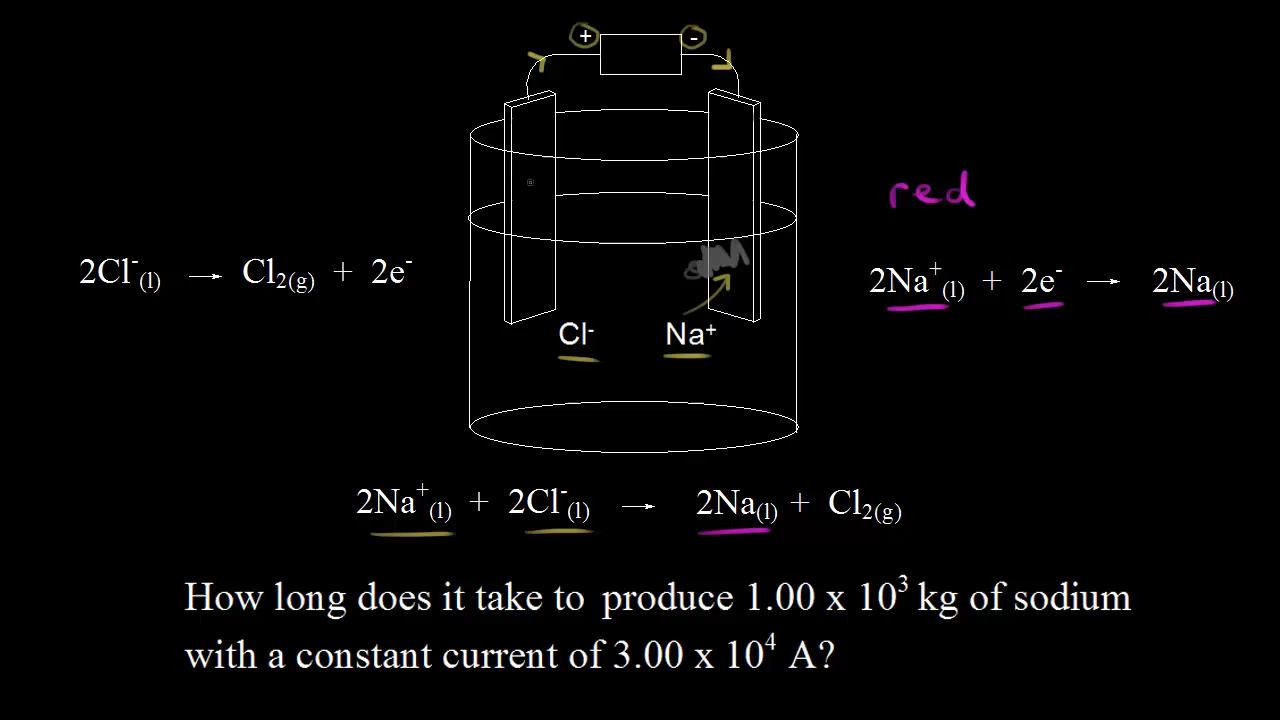 + -
red
2Cl⁻(l) → Cl₂(g) + 2e⁻
2Na⁺(l) + 2e⁻ → 2Na(l)
Cl⁻ Na⁺
2Na⁺(l) + 2Cl⁻(l) → 2Na(l) + Cl₂(g)
How long does it take to produce 1.00 x 10³ kg of sodium
with a constant current of 3.00 x 10⁴ A?